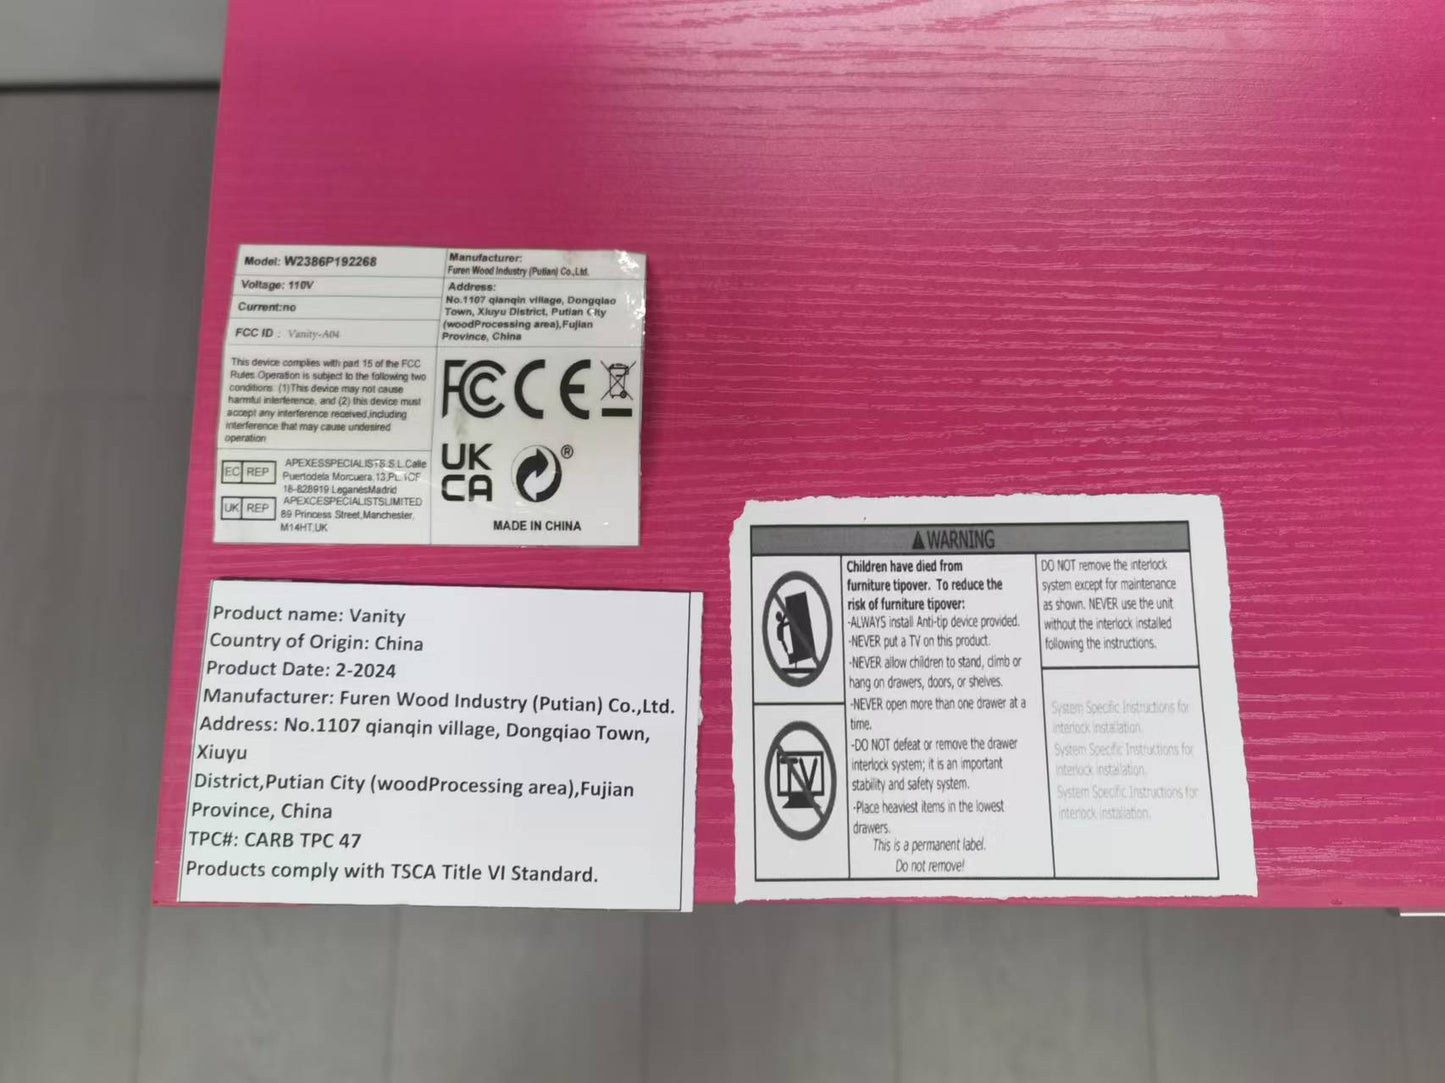 Model: W2386P192268
Voltage: 110V
Current:no
FCC ID : Vanity-A04
This device complies with part 15 of the FCC
Rules Operation is subject to the following two
conditions: (1)This device may not cause
harmful interference, and (2) this device must
accept any interference received,including
interference that may cause undesired
operation
EC REP
APEXESSPECIALISTS.S.L.Calle
Puertodela Morcuera,13,PL.
16-828919 LeganésMadrid
UK REP
APEXCESPECIALISTSLIMITED
89 Princess Street,Manchester,
M14HT,UK
Manufacturer:
Furen Wood Industry (Putian) Co.,Ltd.
Address:
No.1107 qianqin village, Dongqiao
Town, Xiuyu District, Putian City
(woodProcessing area),Fujian
Province, China
FC CE
UK
CA
®
MADE IN CHINA
Product name: Vanity
Country of Origin: China
Product Date: 2-2024
Manufacturer: Furen Wood Industry (Putian) Co.,Ltd.
Address: No.1107 qianqin village, Dongqiao Town,
Xiuyu
District,Putian City (woodProcessing area),Fujian
Province, China
TPC#: CARB TPC 47
Products comply with TSCA Title VI Standard.
WARNING
TV
Children have died from
furniture tipover. To reduce the
risk of furniture tipover:
-ALWAYS install Anti-tip device provided.
-NEVER put a TV on this product.
-NEVER allow children to stand, climb or
hang on drawers, doors, or shelves.
-NEVER open more than one drawer at a
time.
-DO NOT defeat or remove the drawer
interlock system; it is an important
stability and safety system.
-Place heaviest items in the lowest
drawers.
This is a permanent label.
Do not remove!
DO NOT remove the interlock
system except for maintenance
as shown. NEVER use the unit
without the interlock installed
following the instructions.
System Specific Instructions for
interlock installation.
System Specific Instructions for
interlock installation.
System Specific Instructions for
interlock installation.